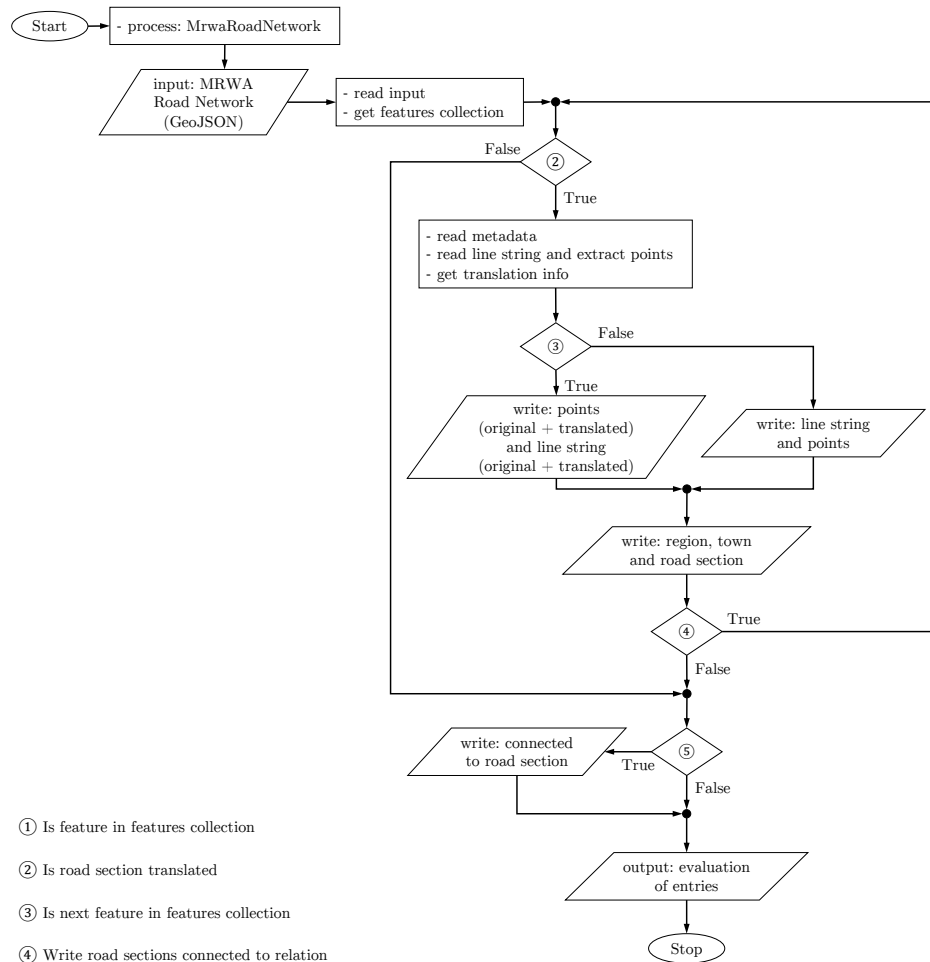 Start
- process: MrwaRoadNetwork
input: MRWA
Road Network
(GeoJSON)
- read input
- get features collection
False
②
True
- read metadata
- read line string and extract points
- get translation info
False
③
True
write: points
(original + translated)
and line string
(original + translated)
write: line string
and points
write: region, town
and road section
True
④
False
write: connected
to road section
True
⑤
False
① Is feature in features collection
② Is road section translated
③ Is next feature in features collection
④ Write road sections connected to relation
output: evaluation
of entries
Stop